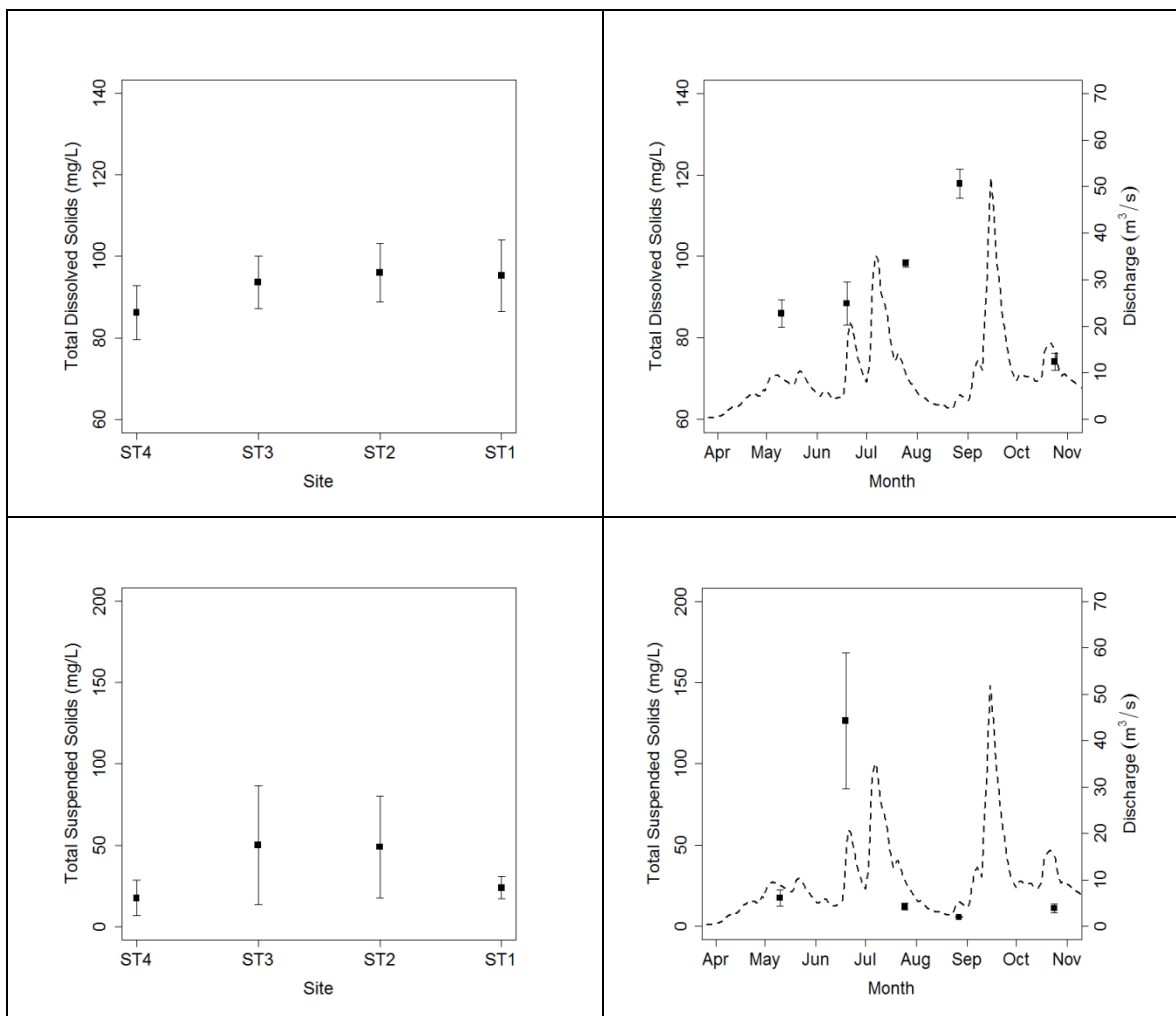 Total Dissolved Solids (mg/L)
140
120
100
80
60
ST4 ST3 ST2 ST1
Site
Total Dissolved Solids (mg/L)
140
120
100
80
60
70
60
50
40
30
20
10
0
Discharge (m³/s)
Apr May Jun Jul Aug Sep Oct Nov
Month
Total Suspended Solids (mg/L)
200
150
100
50
0
ST4 ST3 ST2 ST1
Site
Total Suspended Solids (mg/L)
200
150
100
50
0
70
60
50
40
30
20
10
0
Discharge (m³/s)
Apr May Jun Jul Aug Sep Oct Nov
Month